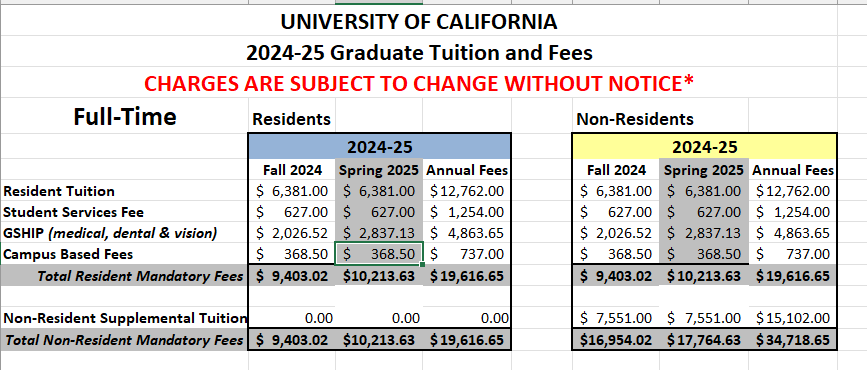 UNIVERSITY OF CALIFORNIA
2024-25 Graduate Tuition and Fees
CHARGES ARE SUBJECT TO CHANGE WITHOUT NOTICE*
Full-Time Residents Non-Residents
2024-25 2024-25
Fall 2024 Spring 2025 Annual Fees Fall 2024 Spring 2025 Annual Fees
Resident Tuition $ 6,381.00 $ 6,381.00 $12,762.00 $ 6,381.00 $ 6,381.00 $12,762.00
Student Services Fee $ 627.00 $ 627.00 $ 1,254.00 $ 627.00 $ 627.00 $ 1,254.00
GSHIP (medical, dental & vision) $ 2,026.52 $ 2,837.13 $ 4,863.65 $ 2,026.52 $ 2,837.13 $ 4,863.65
Campus Based Fees $ 368.50 $ 368.50 $ 737.00 $ 368.50 $ 368.50 $ 737.00
Total Resident Mandatory Fees $ 9,403.02 $10,213.63 $19,616.65 $ 9,403.02 $10,213.63 $19,616.65
Non-Resident Supplemental Tuition 0.00 0.00 0.00 $ 7,551.00 $ 7,551.00 $15,102.00
Total Non-Resident Mandatory Fees $ 9,403.02 $10,213.63 $19,616.65 $16,954.02 $17,764.63 $34,718.65